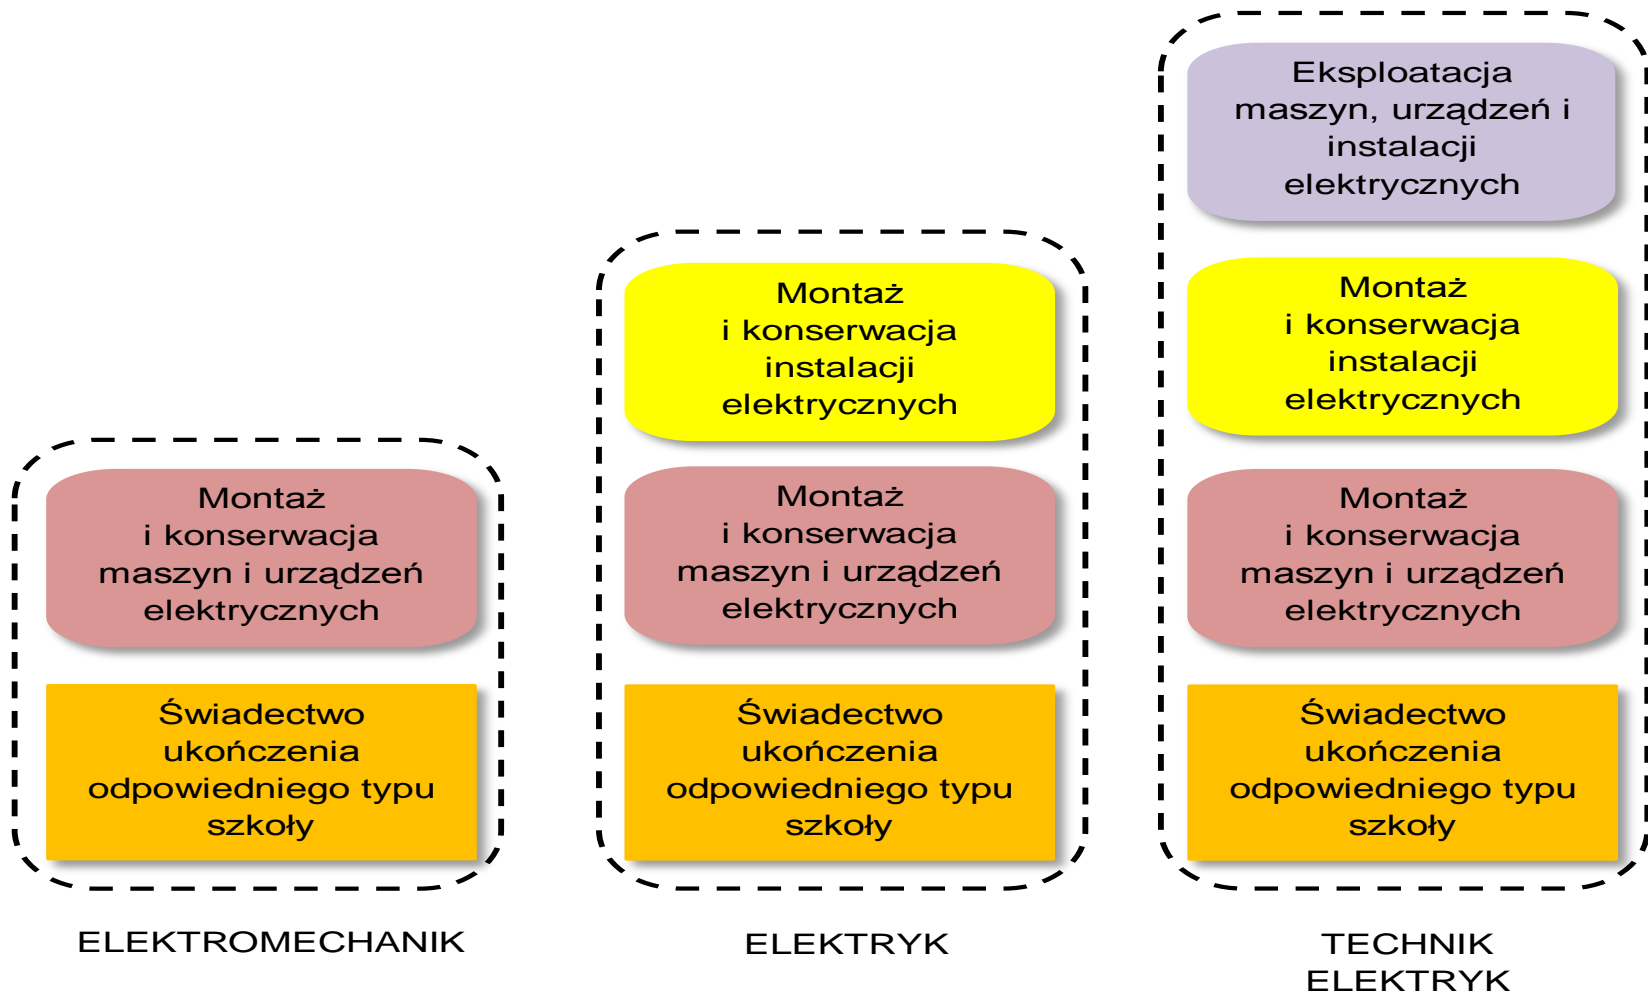 Montaż
i konserwacja
maszyn i urządzeń
elektrycznych
Świadectwo
ukończenia
odpowiedniego typu
szkoły
ELEKTROMECHANIK
Montaż
i konserwacja
instalacji
elektrycznych
Montaż
i konserwacja
maszyn i urządzeń
elektrycznych
Świadectwo
ukończenia
odpowiedniego typu
szkoły
ELEKTRYK
Eksploatacja
maszyn, urządzeń i
instalacji
elektrycznych
Montaż
i konserwacja
instalacji
elektrycznych
Montaż
i konserwacja
maszyn i urządzeń
elektrycznych
Świadectwo
ukończenia
odpowiedniego typu
szkoły
TECHNIK
ELEKTRYK